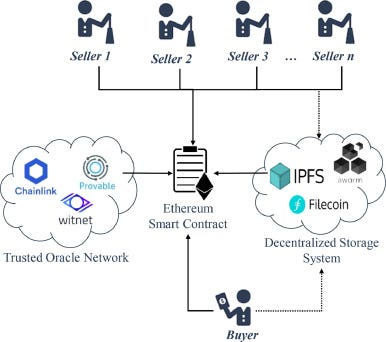 Seller 1
Seller 2
Seller 3
...
Seller n
Chainlink
Provable
witnet
IPFS
swarm
Filecoin
Ethereum
Smart Contract
Trusted Oracle Network
Decentralized Storage
System
Buyer